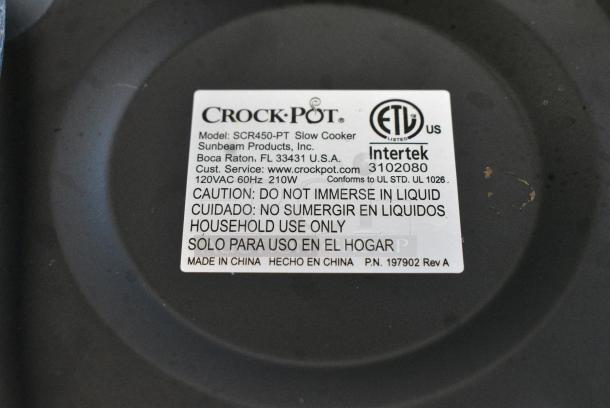 CROCK·POT®
Model: SCR450-PT Slow Cooker
Sunbeam Products, Inc.
Boca Raton, FL 33431 U.S.A.
Cust. Service: www.crockpot.com
120VAC 60Hz 210W
ETL
LISTED
US
Intertek
3102080
Conforms to UL STD. UL 1026.
CAUTION: DO NOT IMMERSE IN LIQUID
CUIDADO: NO SUMERGIR EN LIQUIDOS
HOUSEHOLD USE ONLY
SOLO PARA USO EN EL HOGAR
MADE IN CHINA HECHO EN CHINA P.N. 197902 Rev A